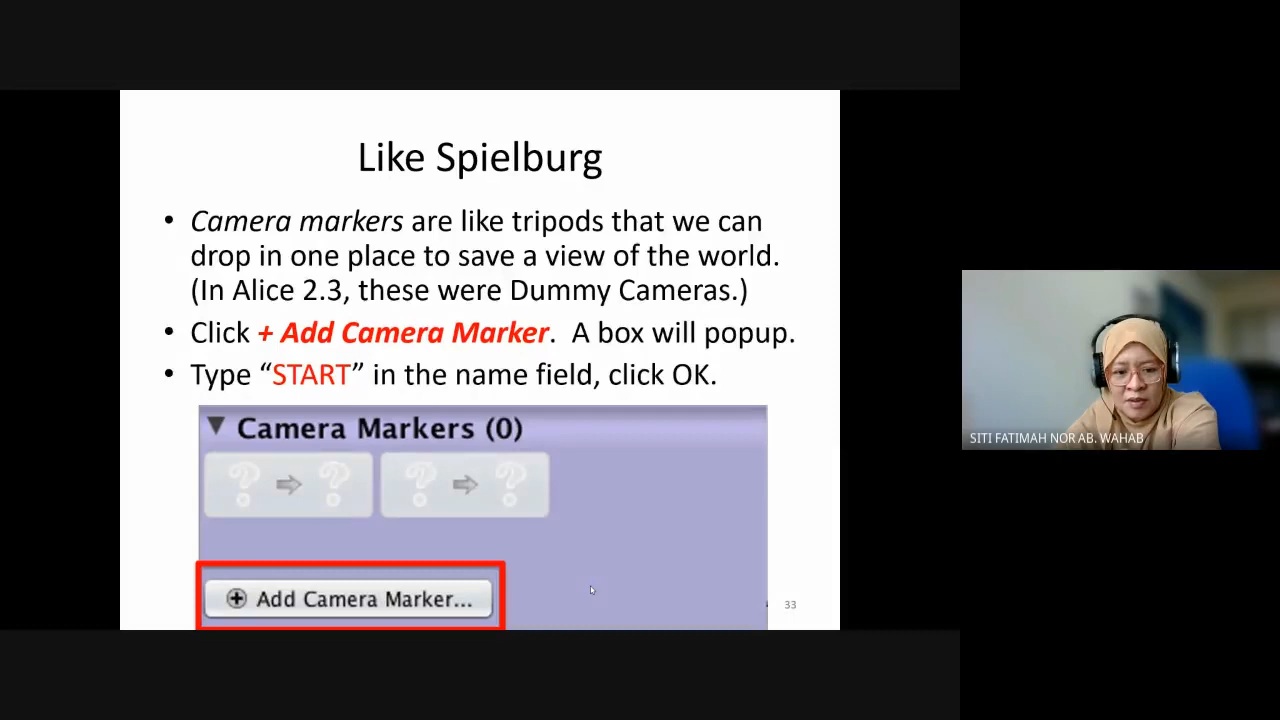 Like Spielburg
• Camera markers are like tripods that we can
drop in one place to save a view of the world.
(In Alice 2.3, these were Dummy Cameras.)
• Click + Add Camera Marker.  A box will popup.
• Type “START” in the name field, click OK.
▼ Camera Markers (0)
? ⇨ ? ? ⇨ ?
⊕ Add Camera Marker...
33
SITI FATIMAH NOR AB. WAHAB